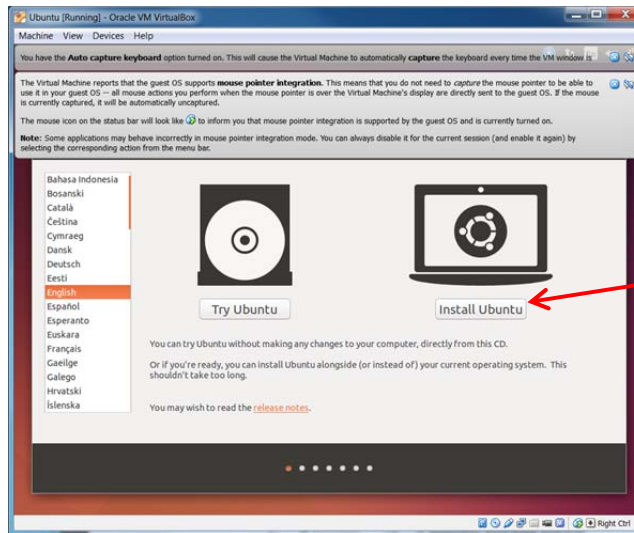 Ubuntu [Running] - Oracle VM VirtualBox
Machine View Devices Help
You have the Auto capture keyboard option turned on. This will cause the Virtual Machine to automatically capture the keyboard every time the VM window is
The Virtual Machine reports that the guest OS supports mouse pointer integration. This means that you do not need to capture the mouse pointer to be able to
use it in your guest OS -- all mouse actions you perform when the mouse pointer is over the Virtual Machine's display are directly sent to the guest OS. If the mouse
is currently captured, it will be automatically uncaptured.
The mouse icon on the status bar will look like to inform you that mouse pointer integration is supported by the guest OS and is currently turned on.
Note: Some applications may behave incorrectly in mouse pointer integration mode. You can always disable it for the current session (and enable it again) by
selecting the corresponding action from the menu bar.
Bahasa Indonesia
Bosanski
Català
Čeština
Cymraeg
Dansk
Deutsch
Eesti
English
Español
Esperanto
Euskara
Français
Gaeilge
Galego
Hrvatski
Íslenska
Try Ubuntu
Install Ubuntu
You can try Ubuntu without making any changes to your computer, directly from this CD.
Or if you're ready, you can install Ubuntu alongside (or instead of) your current operating system. This
shouldn't take too long.
You may wish to read the release notes.
Right Ctrl